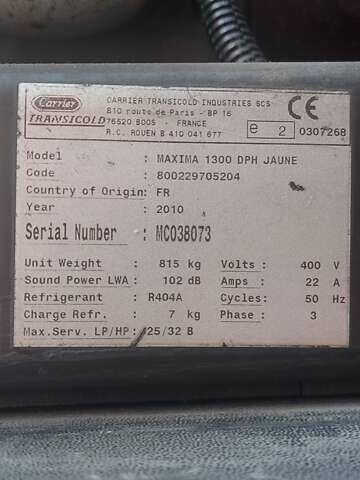 Carrier
TRANSICOLD
CARRIER TRANSICOLD INDUSTRIES SCS
810 route de Paris - BP 16
76520 BOOS - FRANCE
R.C. ROUEN B 410 041 677
CE
e 2 0307268
Model : MAXIMA 1300 DPH JAUNE
Code : 800229705204
Country of Origin: FR
Year : 2010
Serial Number : MC038073
Unit Weight : 815 kg Volts : 400 V
Sound Power LWA: 102 dB Amps : 22 A
Refrigerant : R404A Cycles: 50 Hz
Charge Refr. : 7 kg Phase : 3
Max.Serv. LP/HP: 25/32 B